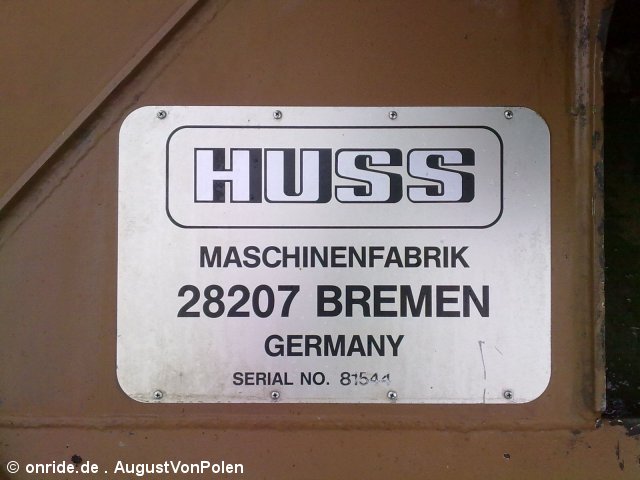 HUSS
MASCHINENFABRIK
28207 BREMEN
GERMANY
SERIAL NO. 81544
© onride.de . AugustVonPolen